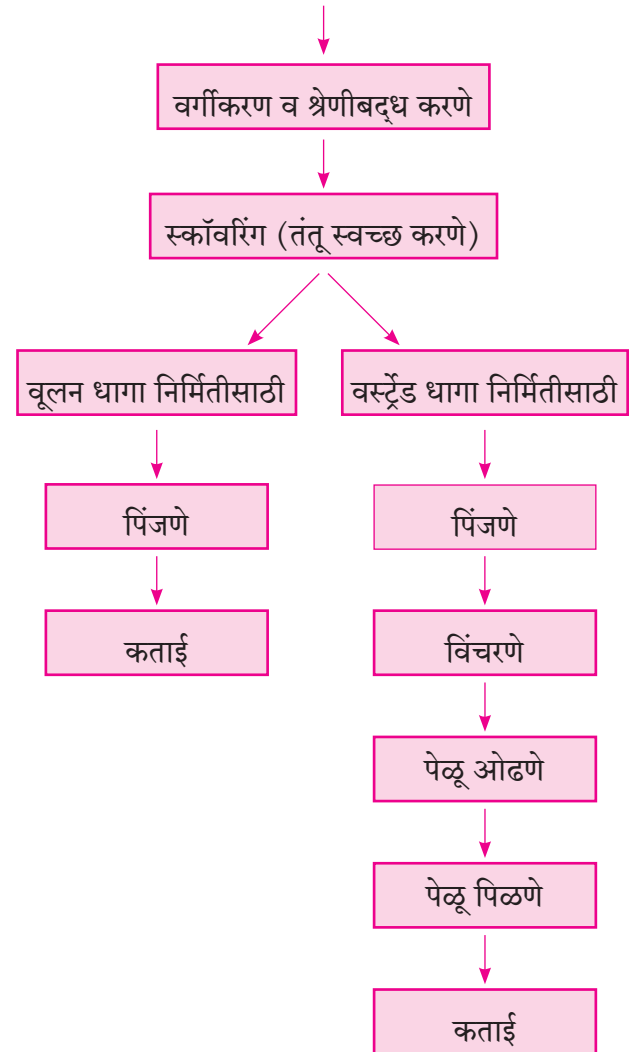 वर्गीकरण व श्रेणीबद्ध करणे
स्कॉवरिंग (तंतू स्वच्छ करणे)
वूलन धागा निर्मितीसाठी
वर्स्ट्रेड धागा निर्मितीसाठी
पिंजणे
पिंजणे
कताई
विंचरणे
पेळू ओढणे
पेळू पिळणे
कताई